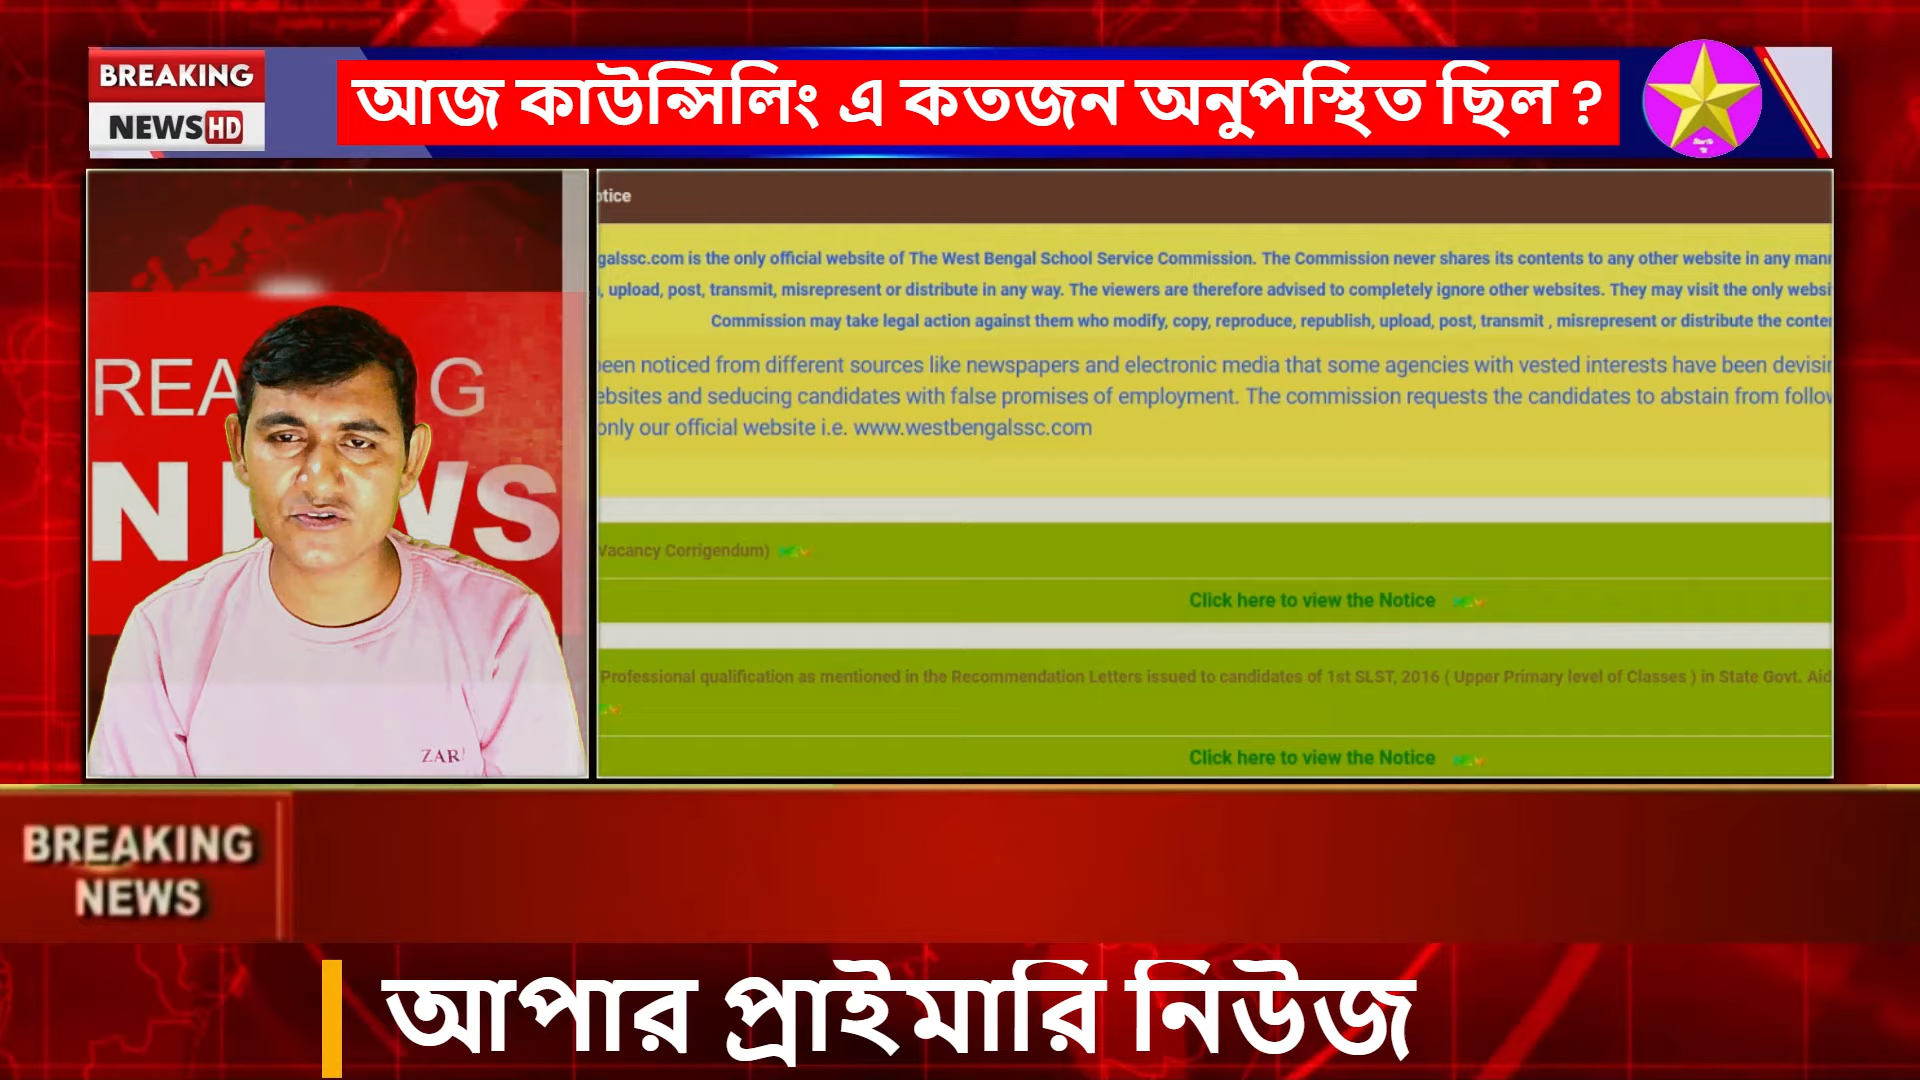 BREAKING
NEWS HD
আজ কাউন্সিলিং এ কতজন অনুপস্থিত ছিল ?
otice
galssc.com is the only official website of The West Bengal School Service Commission. The Commission never shares its contents to any other website in any man
, upload, post, transmit, misrepresent or distribute in any way. The viewers are therefore advised to completely ignore other websites. They may visit the only websi
Commission may take legal action against them who modify, copy, reproduce, republish, upload, post, transmit , misrepresent or distribute the conte
een noticed from different sources like newspapers and electronic media that some agencies with vested interests have been devisi
ebsites and seducing candidates with false promises of employment. The commission requests the candidates to abstain from follo
only our official website i.e. www.westbengalssc.com
Vacancy Corrigendum)
Click here to view the Notice
Professional qualification as mentioned in the Recommendation Letters issued to candidates of 1st SLST, 2016 ( Upper Primary level of Classes ) in State Govt. Aid
Click here to view the Notice
REA G
N WS
ZAR
BREAKING
NEWS
আপার প্রাইমারি নিউজ